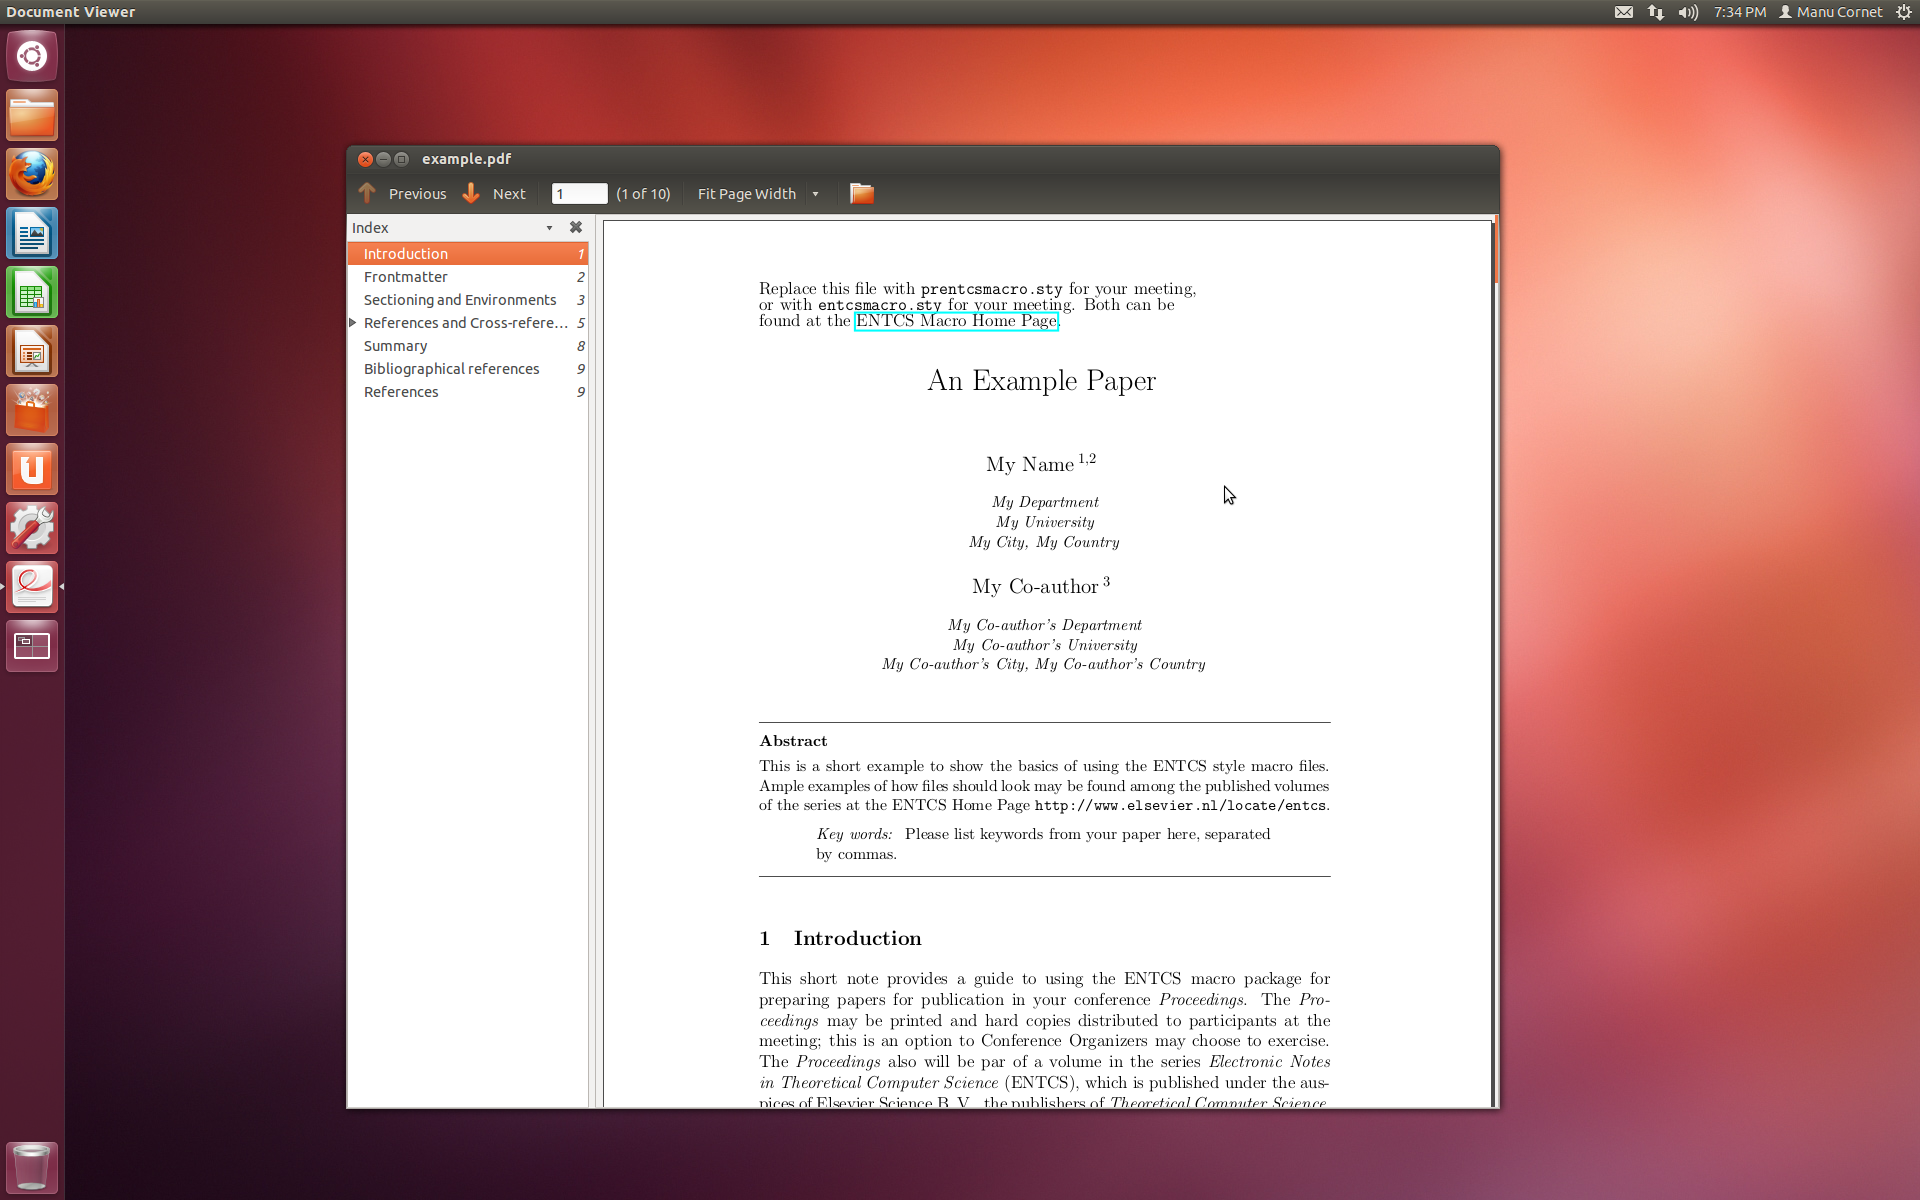 Document Viewer
7:34 PM Manu Cornet
example.pdf
Previous Next 1 (1 of 10) Fit Page Width
Index
Introduction 1
Frontmatter 2
Sectioning and Environments 3
References and Cross-refere... 5
Summary 8
Bibliographical references 9
References 9
Replace this file with prentcsmacro.sty for your meeting,
or with entcsmacro.sty for your meeting. Both can be
found at the ENTCS Macro Home Page.
An Example Paper
My Name 1,2
My Department
My University
My City, My Country
My Co-author 3
My Co-author's Department
My Co-author's University
My Co-author's City, My Co-author's Country
Abstract
This is a short example to show the basics of using the ENTCS style macro files.
Ample examples of how files should look may be found among the published volumes
of the series at the ENTCS Home Page http://www.elsevier.nl/locate/entcs.
Key words: Please list keywords from your paper here, separated
by commas.
1 Introduction
This short note provides a guide to using the ENTCS macro package for
preparing papers for publication in your conference Proceedings. The Pro-
ceedings may be printed and hard copies distributed to participants at the
meeting; this is an option to Conference Organizers may choose to exercise.
The Proceedings also will be par of a volume in the series Electronic Notes
in Theoretical Computer Science (ENTCS), which is published under the aus-
pices of Elsevier Science B. V., the publishers of Theoretical Computer Science.